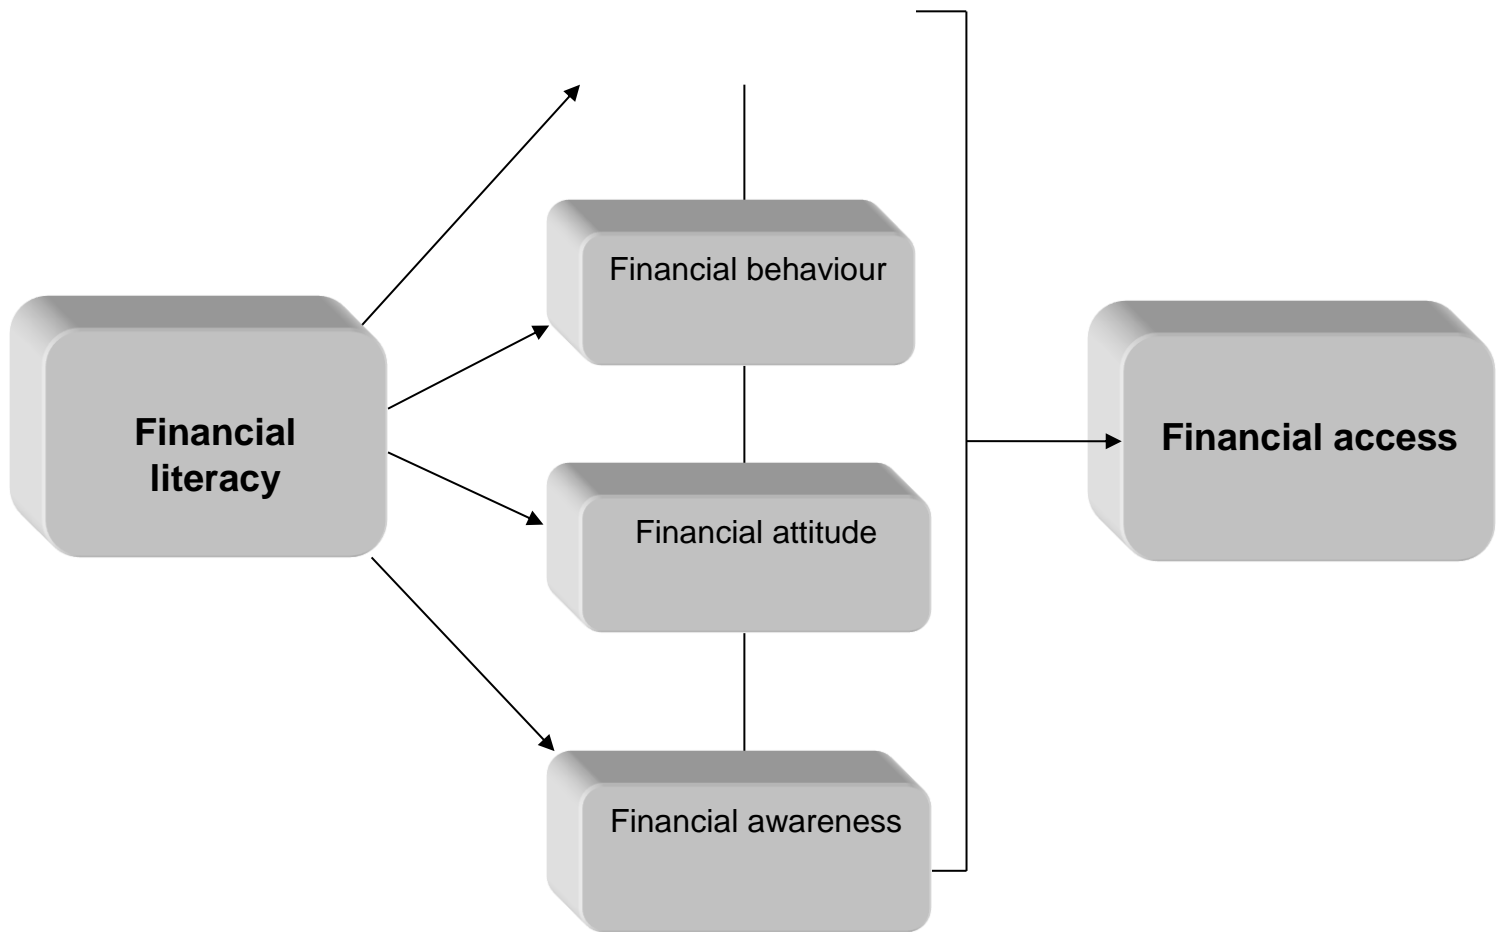 Financial behaviour
Financial
literacy
Financial access
Financial attitude
Financial awareness